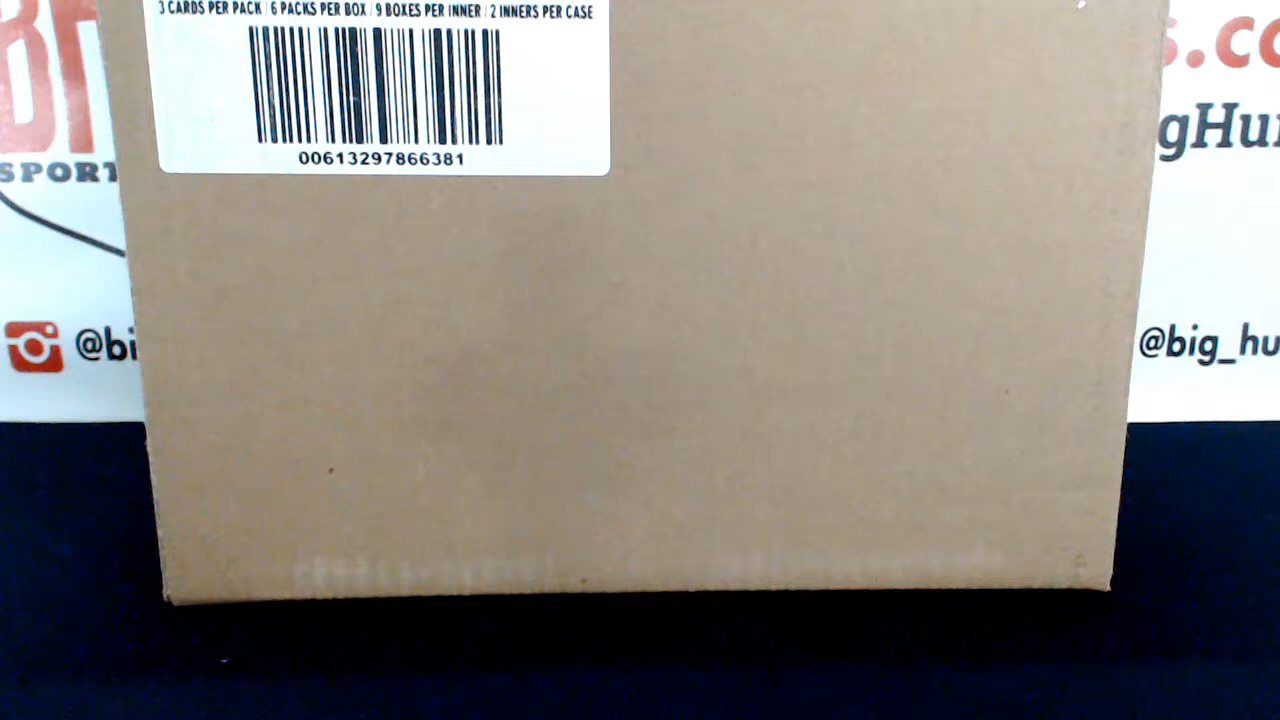 3 CARDS PER PACK | 6 PACKS PER BOX | 9 BOXES PER INNER | 2 INNERS PER CASE
00613297866381
SPORT
s.co
gHu
@bi
@big_hu